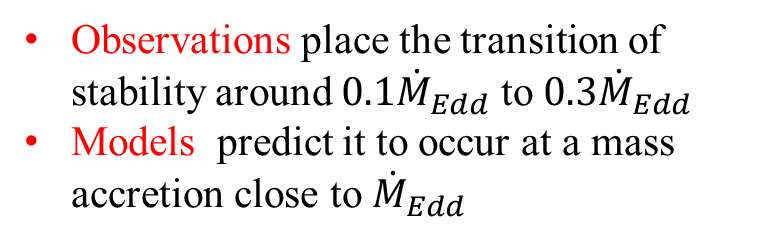 • Observations place the transition of
stability around 0.1Ṁ_Edd to 0.3Ṁ_Edd
• Models predict it to occur at a mass
accretion close to Ṁ_Edd